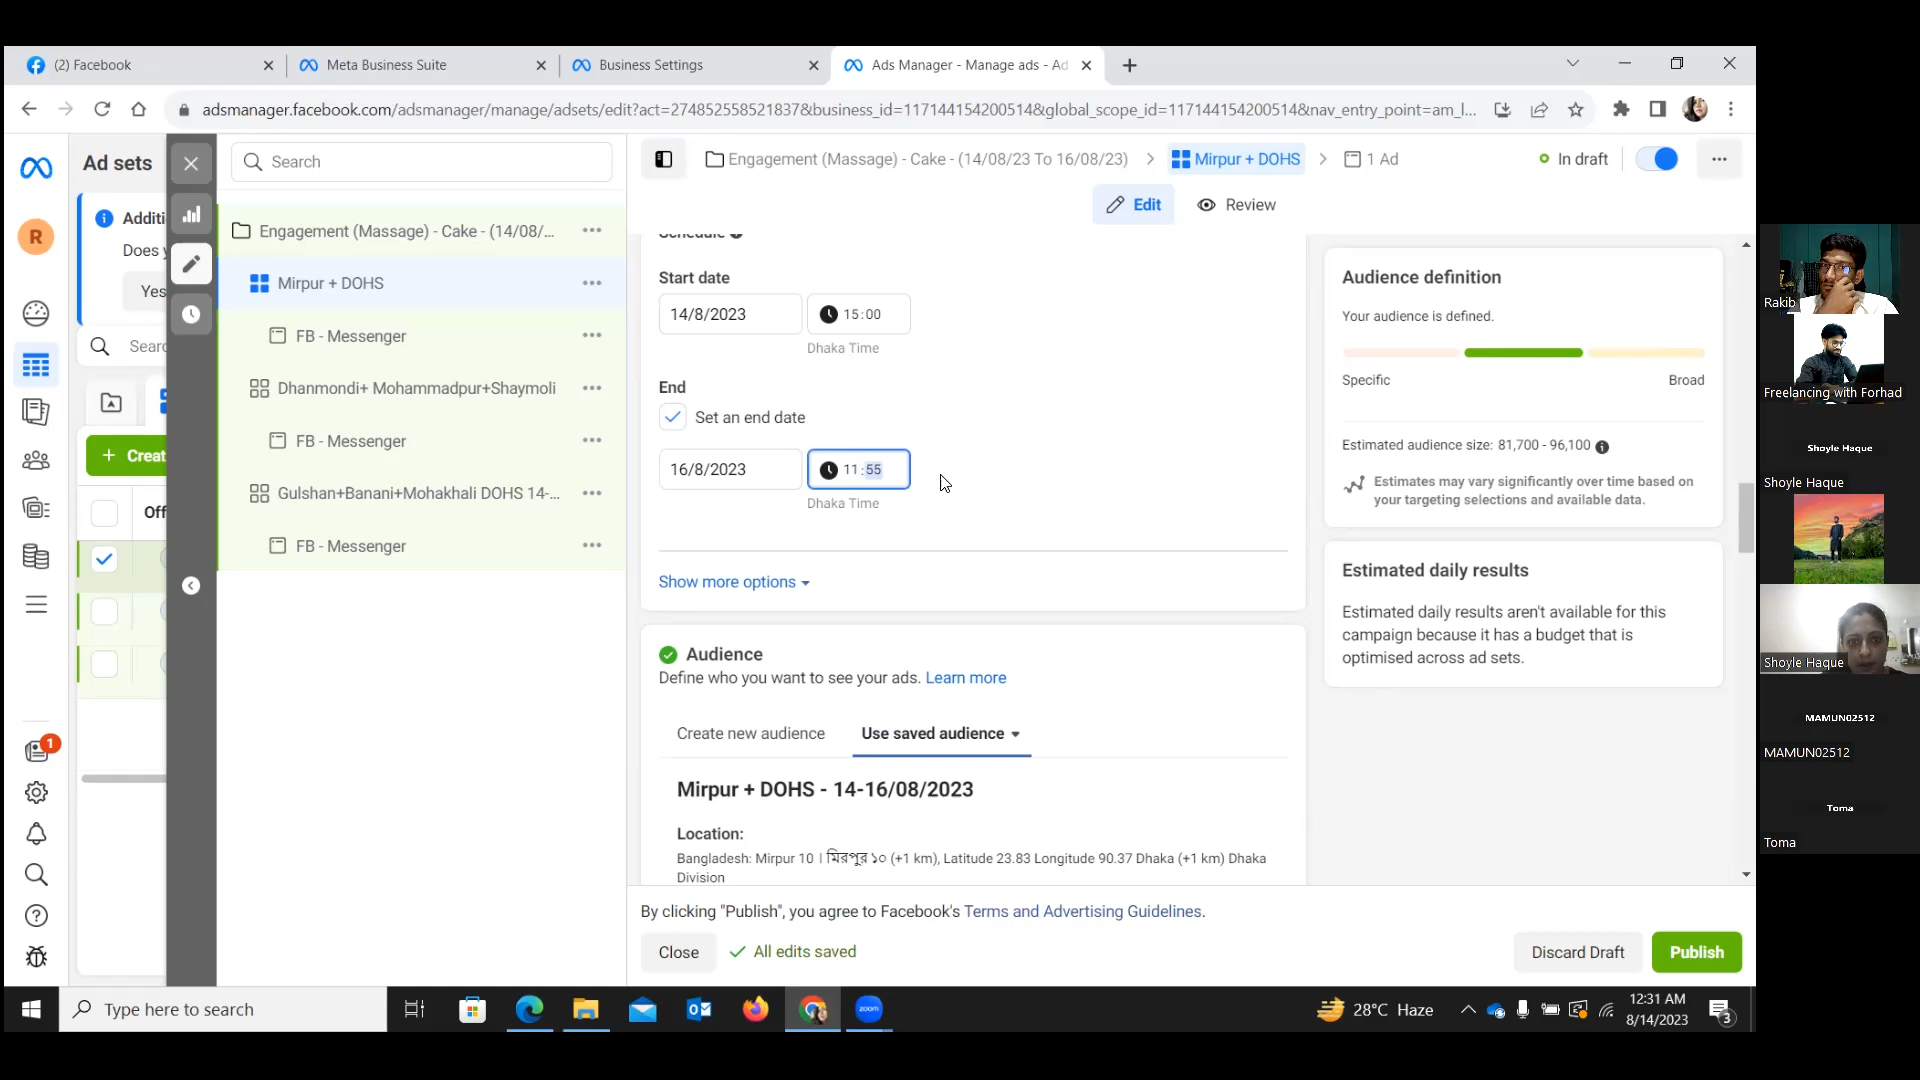 (2) Facebook
Meta Business Suite
Business Settings
Ads Manager - Manage ads - Ad
adsmanager.facebook.com/adsmanager/manage/adsets/edit?act=274852558521837&business_id=117144154200514&global_scope_id=117144154200514&nav_entry_point=am_l...
Ad sets
Search
Engagement (Massage) - Cake - (14/08/23 To 16/08/23)
Mirpur + DOHS
1 Ad
In draft
Edit
Review
R
Additi
Does y
Yes
Searc
+ Creat
Off
1
Engagement (Massage) - Cake - (14/08/...
Mirpur + DOHS
FB - Messenger
Dhanmondi+ Mohammadpur+Shaymoli
FB - Messenger
Gulshan+Banani+Mohakhali DOHS 14-...
FB - Messenger
Schedule
Start date
14/8/2023
15:00
Dhaka Time
End
Set an end date
16/8/2023
11:55
Dhaka Time
Show more options
Audience
Define who you want to see your ads. Learn more
Create new audience
Use saved audience
Mirpur + DOHS - 14-16/08/2023
Location:
Bangladesh: Mirpur 10 । মিরপুর ১০ (+1 km), Latitude 23.83 Longitude 90.37 Dhaka (+1 km) Dhaka
Division
Audience definition
Your audience is defined.
Specific
Broad
Estimated audience size: 81,700 - 96,100
Estimates may vary significantly over time based on
your targeting selections and available data.
Estimated daily results
Estimated daily results aren't available for this
campaign because it has a budget that is
optimised across ad sets.
By clicking "Publish", you agree to Facebook's Terms and Advertising Guidelines.
Close
All edits saved
Discard Draft
Publish
Type here to search
zoom
28°C Haze
12:31 AM
8/14/2023
3
Rakib
Freelancing with Forhad
Shoyle Haque
Shoyle Haque
Shoyle Haque
MAMUN02512
MAMUN02512
Toma
Toma